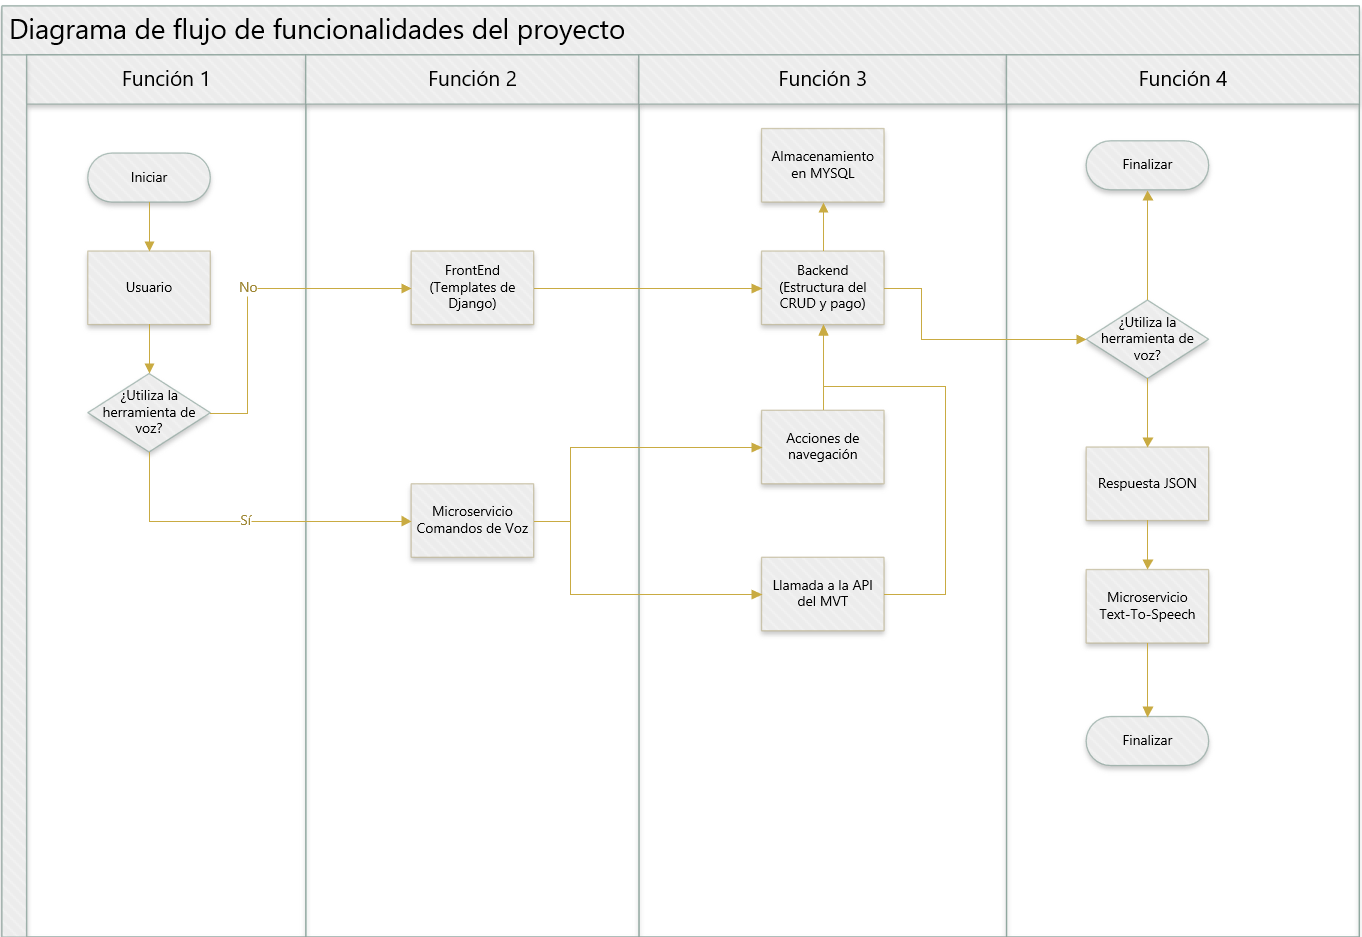 Diagrama de flujo de funcionalidades del proyecto
Función 1
Función 2
Función 3
Función 4
Iniciar
Usuario
¿Utiliza la
herramienta de
voz?
No
Sí
FrontEnd
(Templates de
Django)
Microservicio
Comandos de Voz
Almacenamiento
en MYSQL
Backend
(Estructura del
CRUD y pago)
Acciones de
navegación
Llamada a la API
del MVT
Finalizar
¿Utiliza la
herramienta de
voz?
Respuesta JSON
Microservicio
Text-To-Speech
Finalizar